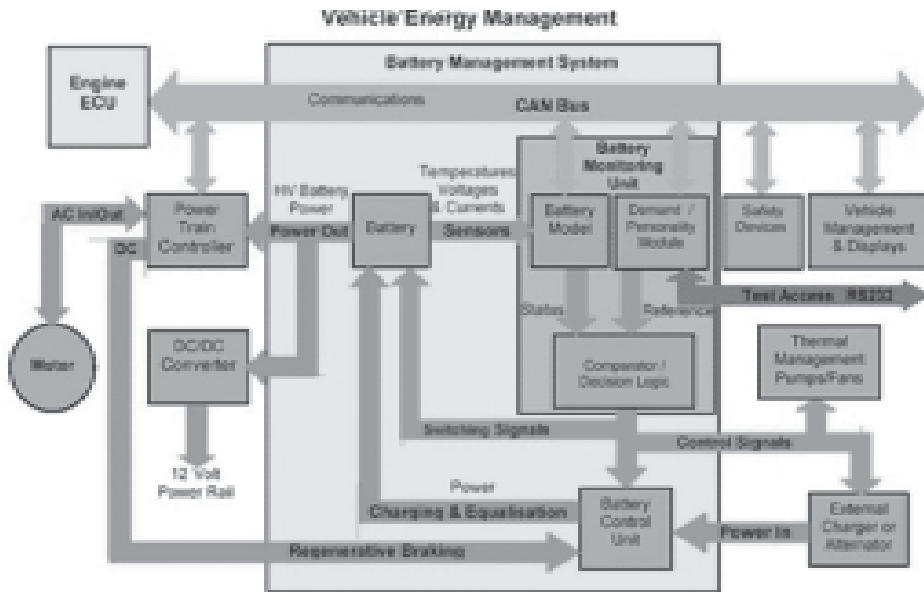 Vehicle Energy Management
Battery Management System
Engine
ECU
Communications
CAN Bus
Battery
Monitoring
Unit
Temperatures
Voltages
& Currents
HV Battery
Power
AC In/Out
Power
Train
Controller
Power Out
Battery
Sensors
Battery
Model
Demand /
Personality
Module
Safety
Devices
Vehicle
Management
& Displays
DC
Test Access RS232
Status
Reference
Motor
DC/DC
Converter
Comparator /
Decision Logic
Thermal
Management
Pumps/Fans
Switching Signals
Control Signals
12 Volt
Power Rail
Power
Charging & Equalisation
Battery
Control
Unit
Power In
External
Charger or
Alternator
Regenerative Braking